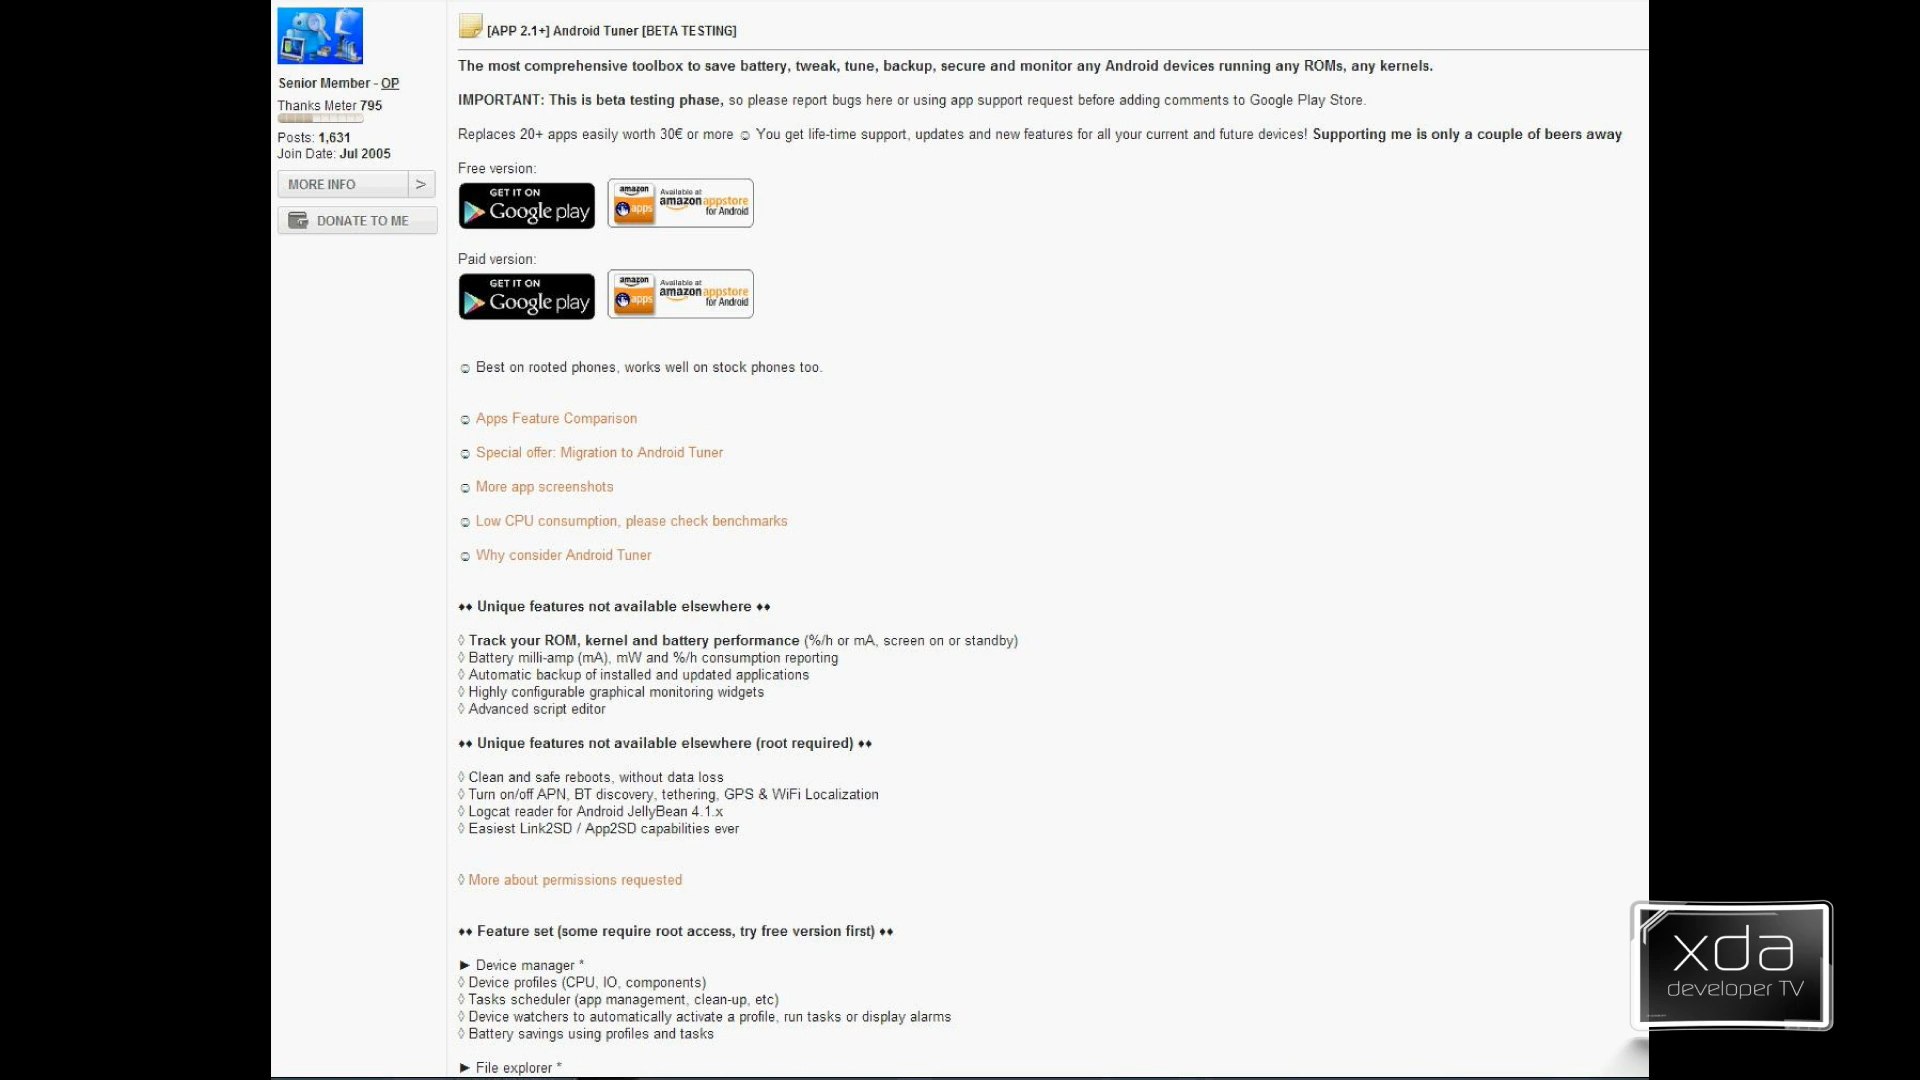 [APP 2.1+] Android Tuner [BETA TESTING]
Senior Member - OP
Thanks Meter 795
Posts: 1,631
Join Date: Jul 2005
MORE INFO >
DONATE TO ME
The most comprehensive toolbox to save battery, tweak, tune, backup, secure and monitor any Android devices running any ROMs, any kernels.
IMPORTANT: This is beta testing phase, so please report bugs here or using app support request before adding comments to Google Play Store.
Replaces 20+ apps easily worth 30€ or more ☺ You get life-time support, updates and new features for all your current and future devices! Supporting me is only a couple of beers away
Free version:
GET IT ON
Google play
amazon
apps
Available at
amazon appstore
for Android
Paid version:
GET IT ON
Google play
amazon
apps
Available at
amazon appstore
for Android
☺ Best on rooted phones, works well on stock phones too.
☺ Apps Feature Comparison
☺ Special offer: Migration to Android Tuner
☺ More app screenshots
☺ Low CPU consumption, please check benchmarks
☺ Why consider Android Tuner
♦♦ Unique features not available elsewhere ♦♦
◊ Track your ROM, kernel and battery performance (%/h or mA, screen on or standby)
◊ Battery milli-amp (mA), mW and %/h consumption reporting
◊ Automatic backup of installed and updated applications
◊ Highly configurable graphical monitoring widgets
◊ Advanced script editor
♦♦ Unique features not available elsewhere (root required) ♦♦
◊ Clean and safe reboots, without data loss
◊ Turn on/off APN, BT discovery, tethering, GPS & WiFi Localization
◊ Logcat reader for Android JellyBean 4.1.x
◊ Easiest Link2SD / App2SD capabilities ever
◊ More about permissions requested
♦♦ Feature set (some require root access, try free version first) ♦♦
► Device manager *
◊ Device profiles (CPU, IO, components)
◊ Tasks scheduler (app management, clean-up, etc)
◊ Device watchers to automatically activate a profile, run tasks or display alarms
◊ Battery savings using profiles and tasks
► File explorer *
xda
developer TV